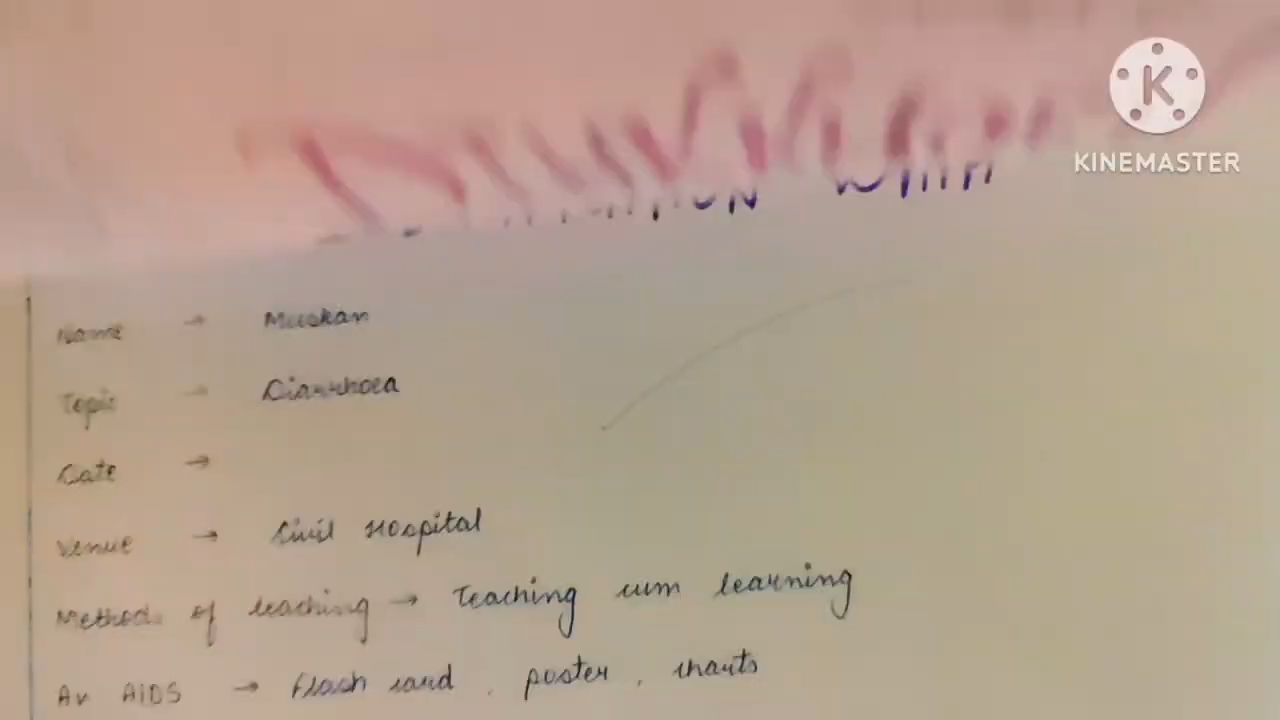 KINEMASTER
Name → Muskan
Topic → Diarrhoea
Date →
Venue → Civil Hospital
Methods of teaching → Teaching cum learning
Av AIDS → Flash card, poster, charts